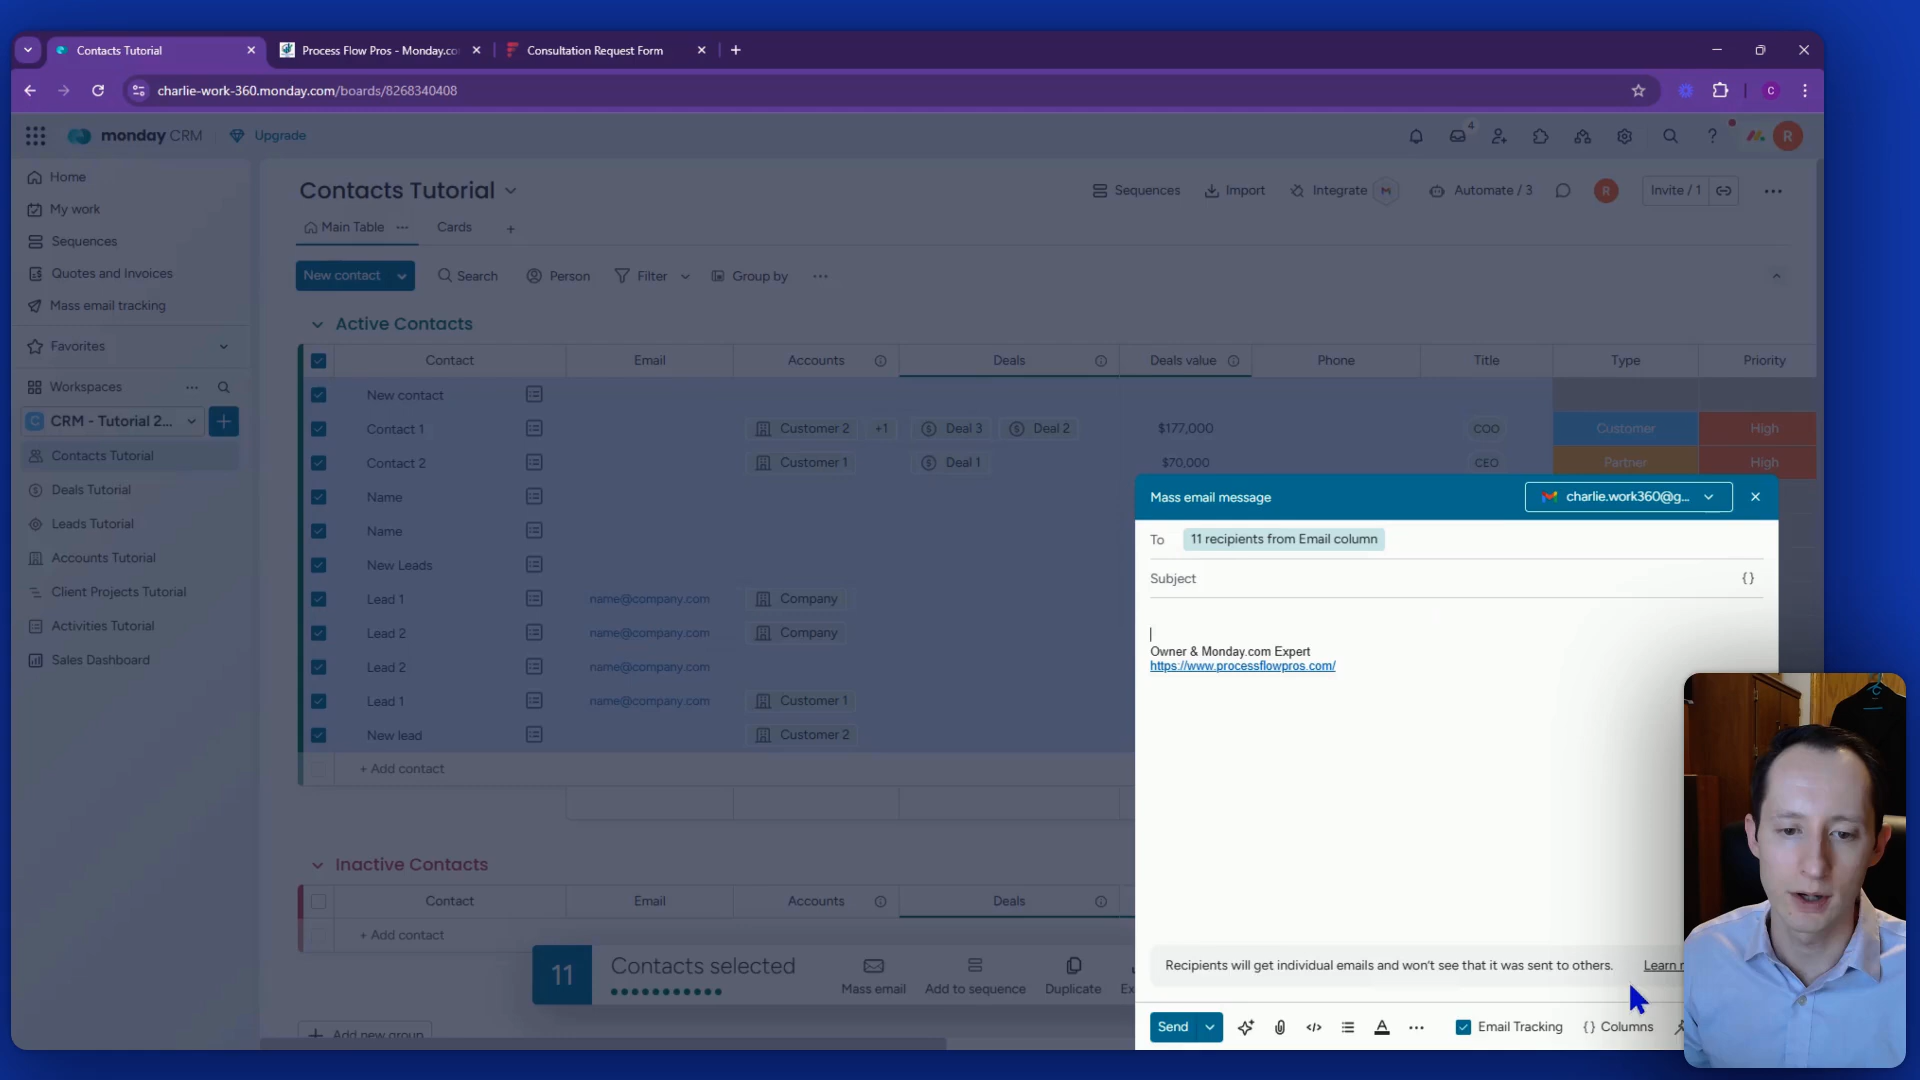 Contacts Tutorial
Process Flow Pros - Monday.co
Consultation Request Form
charlie-work-360.monday.com/boards/8268340408
C
monday CRM
Upgrade
4
R
Home
My work
Sequences
Quotes and Invoices
Mass email tracking
Favorites
Workspaces
CRM - Tutorial 2...
Contacts Tutorial
Deals Tutorial
Leads Tutorial
Accounts Tutorial
Client Projects Tutorial
Activities Tutorial
Sales Dashboard
Contacts Tutorial
Sequences
Import
Integrate
Automate / 3
R
Invite / 1
Main Table
Cards
New contact
Search
Person
Filter
Group by
Active Contacts
Contact Email Accounts Deals Deals value Phone Title Type Priority
New contact
Contact 1 Customer 2 +1 Deal 3 Deal 2 $177,000 COO Customer High
Contact 2 Customer 1 Deal 1 $70,000 CEO Partner High
Name
Name
New Leads
Lead 1 name@company.com Company
Lead 2 name@company.com Company
Lead 2 name@company.com
Lead 1 name@company.com Customer 1
New lead Customer 2
+ Add contact
Inactive Contacts
Contact Email Accounts Deals
+ Add contact
11
Contacts selected
Mass email
Add to sequence
Duplicate
Add new group
Mass email message
charlie.work360@g...
To 11 recipients from Email column
Subject {}
Owner & Monday.com Expert
https://www.processflowpros.com/
Recipients will get individual emails and won't see that it was sent to others. Learn
Send
Email Tracking
{} Columns